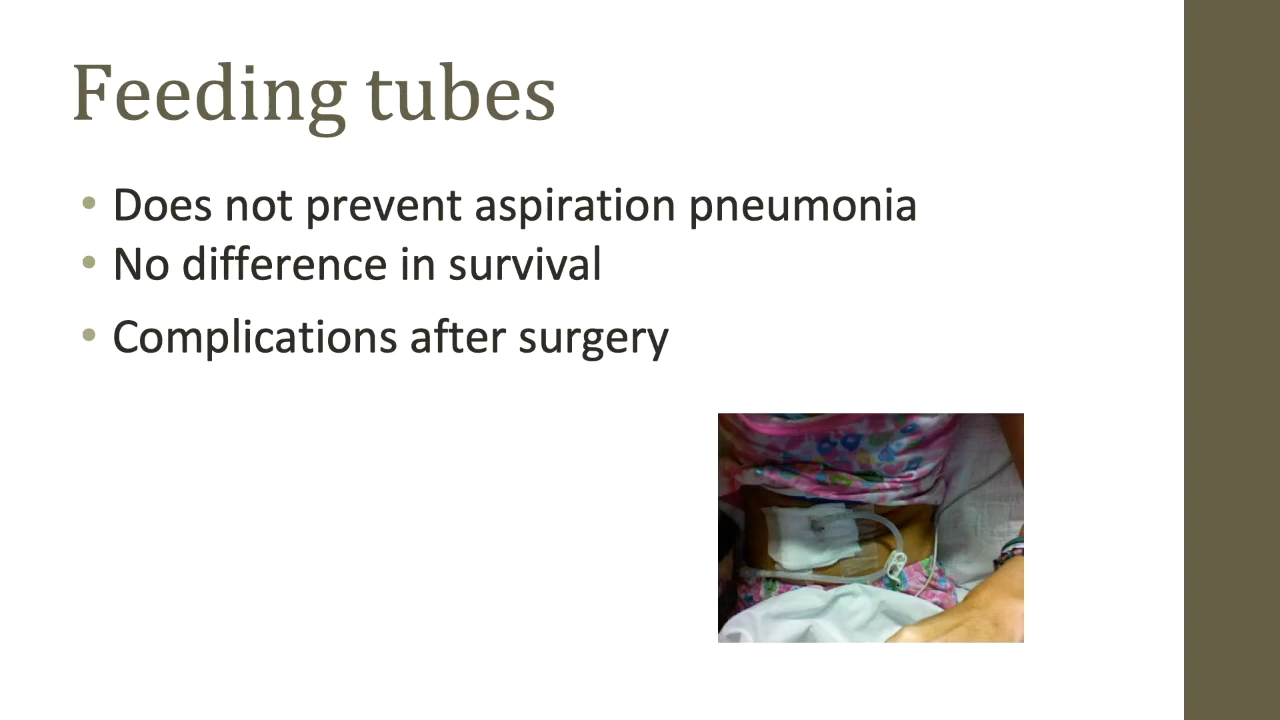 Feeding tubes
• Does not prevent aspiration pneumonia
• No difference in survival
• Complications after surgery